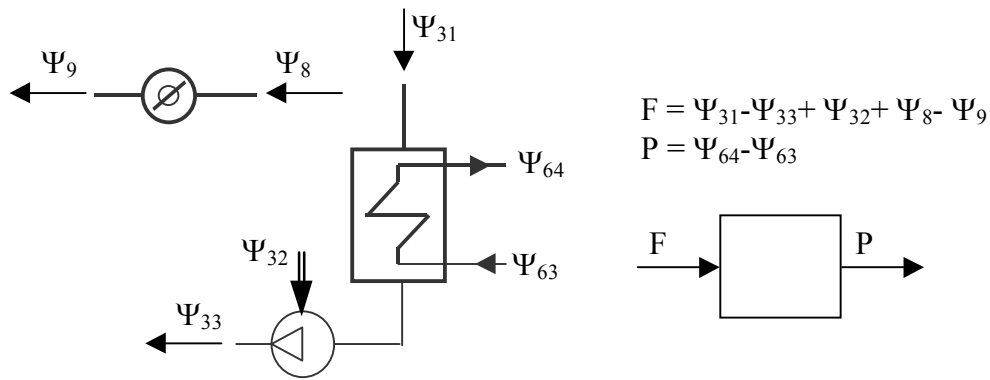 Ψ31
Ψ9
Ψ8
F = Ψ31-Ψ33+ Ψ32+ Ψ8- Ψ9
P = Ψ64-Ψ63
Ψ64
Ψ32
Ψ63
F
P
Ψ33